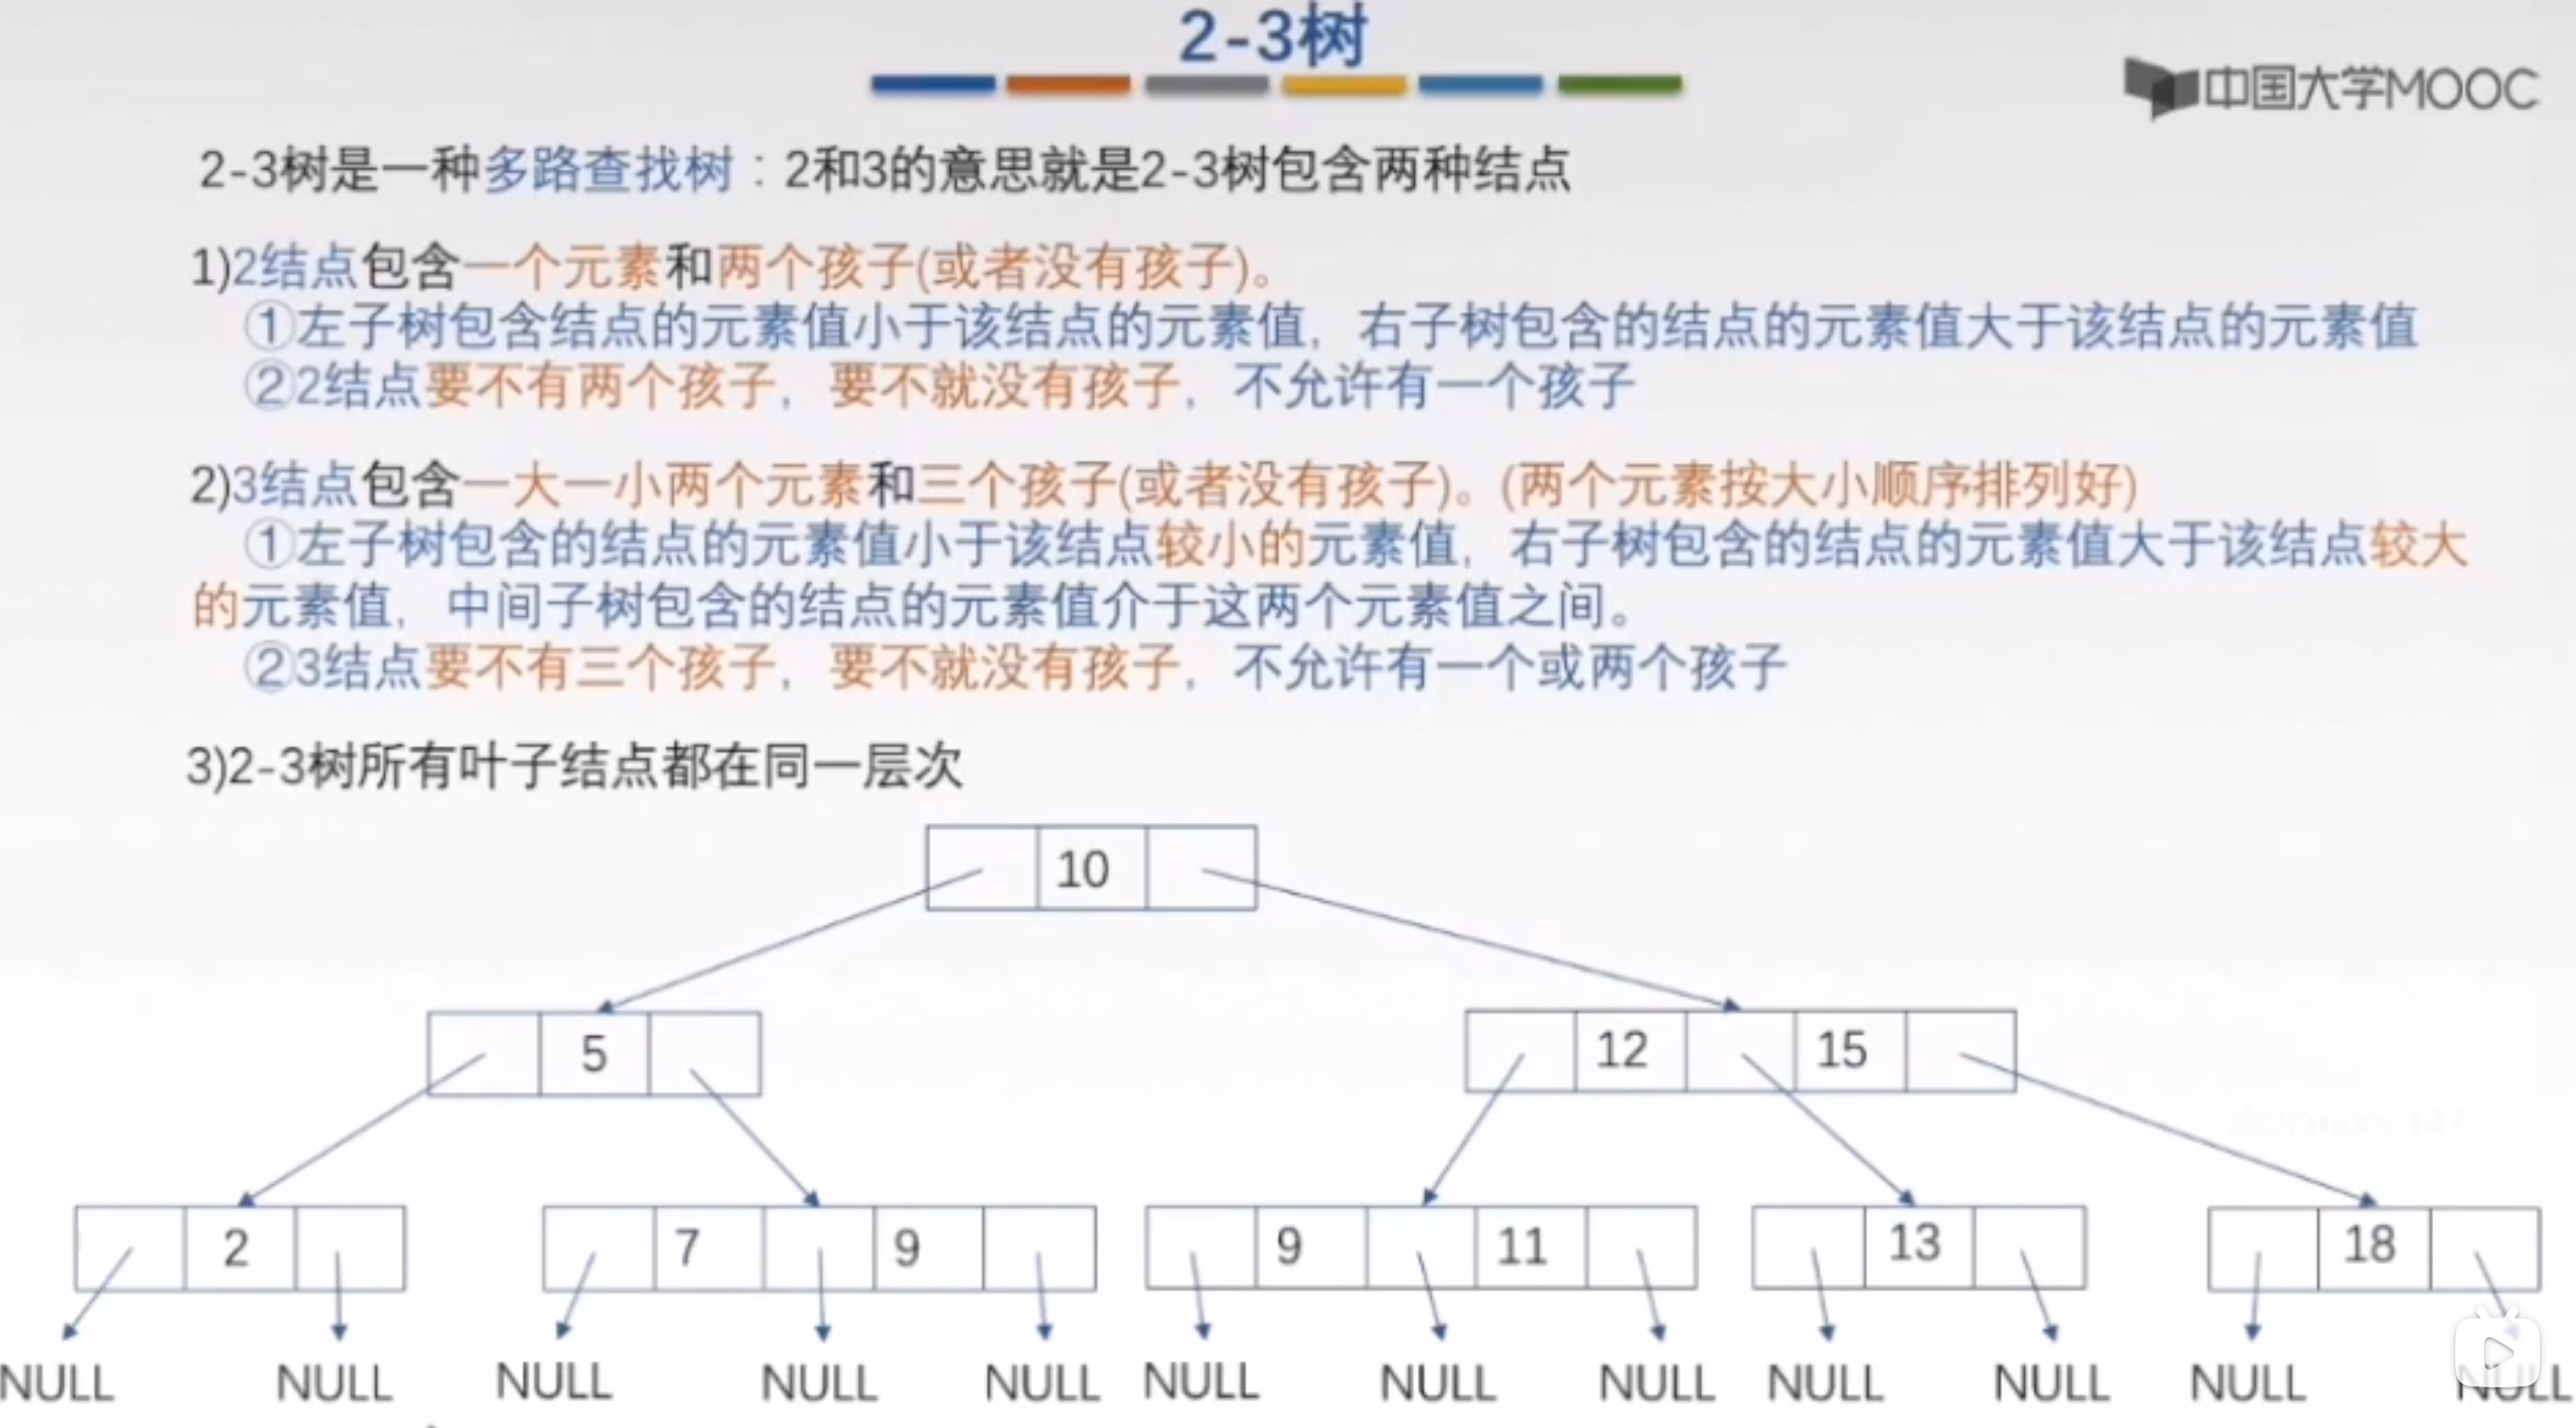 2-3树
中国大学MOOC
2-3树是一种多路查找树：2和3的意思就是2-3树包含两种结点
1)2结点包含一个元素和两个孩子(或者没有孩子)。
①左子树包含结点的元素值小于该结点的元素值，右子树包含的结点的元素值大于该结点的元素值
②2结点要不有两个孩子，要不就没有孩子，不允许有一个孩子
2)3结点包含一大一小两个元素和三个孩子(或者没有孩子)。(两个元素按大小顺序排列好)
①左子树包含的结点的元素值小于该结点较小的元素值，右子树包含的结点的元素值大于该结点较大
的元素值，中间子树包含的结点的元素值介于这两个元素值之间。
②3结点要不有三个孩子，要不就没有孩子，不允许有一个或两个孩子
3)2-3树所有叶子结点都在同一层次
10
5 12 15
2 7 9 9 11 13 18
NULL NULL NULL NULL NULL NULL NULL NULL NULL NULL NULL NULL